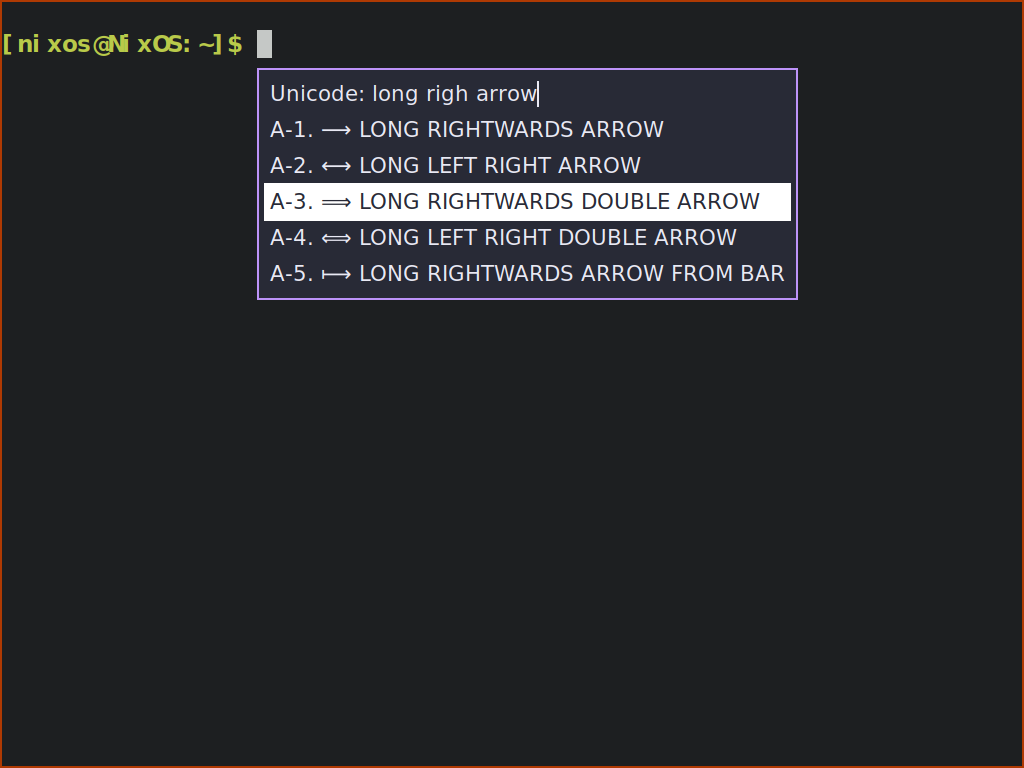 [nixos@NixOS:~]$
Unicode: long righ arrow
A-1. ⟶ LONG RIGHTWARDS ARROW
A-2. ⟷ LONG LEFT RIGHT ARROW
A-3. ⟹ LONG RIGHTWARDS DOUBLE ARROW
A-4. ⟺ LONG LEFT RIGHT DOUBLE ARROW
A-5. ⟼ LONG RIGHTWARDS ARROW FROM BAR